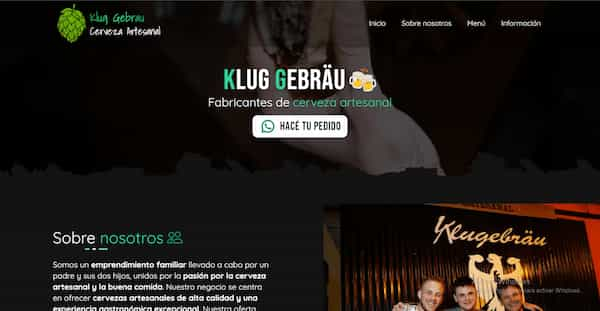 Klug Gebräu
Cerveza Artesanal
Inicio
Sobre nosotros
Menú
Información
KLUG GEBRÄU
Fabricantes de cerveza artesanal
HACÉ TU PEDIDO
Sobre nosotros
Somos un emprendimiento familiar llevado a cabo por un
padre y sus dos hijos, unidos por la pasión por la cerveza
artesanal y la buena comida. Nuestro negocio se centra
en ofrecer cervezas artesanales de alta calidad y una
experiencia gastronómica excepcional. Nuestra oferta
Klugebräu
para activar Windows.